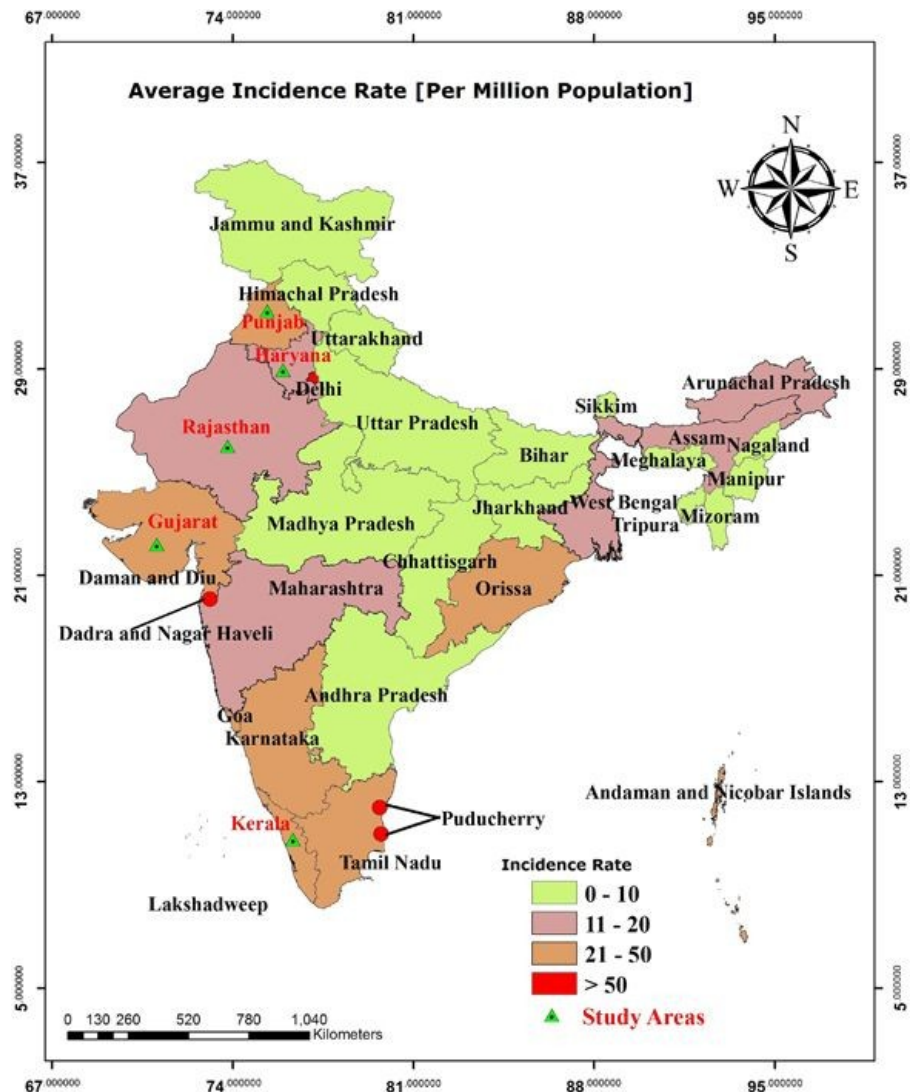 67.000000 74.000000 81.000000 88.000000 95.000000
Average Incidence Rate [Per Million Population]
N
W E
S
37.000000 37.000000
Jammu and Kashmir
Himachal Pradesh
Punjab
Uttarakhand
Haryana
29.000000 29.000000
Delhi
Arunachal Pradesh
Sikkim
Rajasthan
Uttar Pradesh
Assam
Nagaland
Bihar
Meghalaya
Manipur
Jharkhand
West Bengal
Gujarat
Madhya Pradesh
Tripura
Mizoram
Chhattisgarh
Daman and Diu
21.000000 21.000000
Maharashtra
Orissa
Dadra and Nagar Haveli
Andhra Pradesh
Goa
Karnataka
13.000000 13.000000
Andaman and Nicobar Islands
Kerala
Puducherry
Tamil Nadu
Lakshadweep
Incidence Rate
0 - 10
11 - 20
21 - 50
> 50
Study Areas
5.000000 5.000000
0 130 260 520 780 1,040
Kilometers
67.000000 74.000000 81.000000 88.000000 95.000000